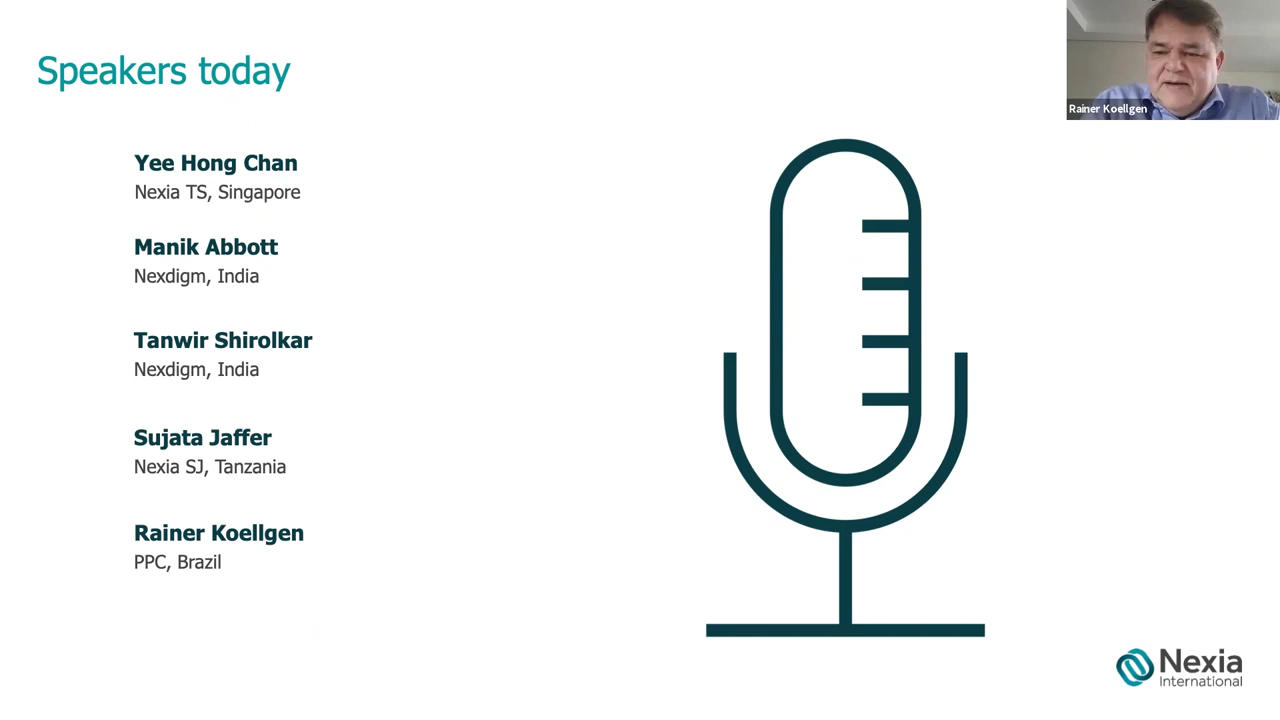 Speakers today
Rainer Koellgen
Yee Hong Chan
Nexia TS, Singapore
Manik Abbott
Nexdigm, India
Tanwir Shirolkar
Nexdigm, India
Sujata Jaffer
Nexia SJ, Tanzania
Rainer Koellgen
PPC, Brazil
Nexia
International